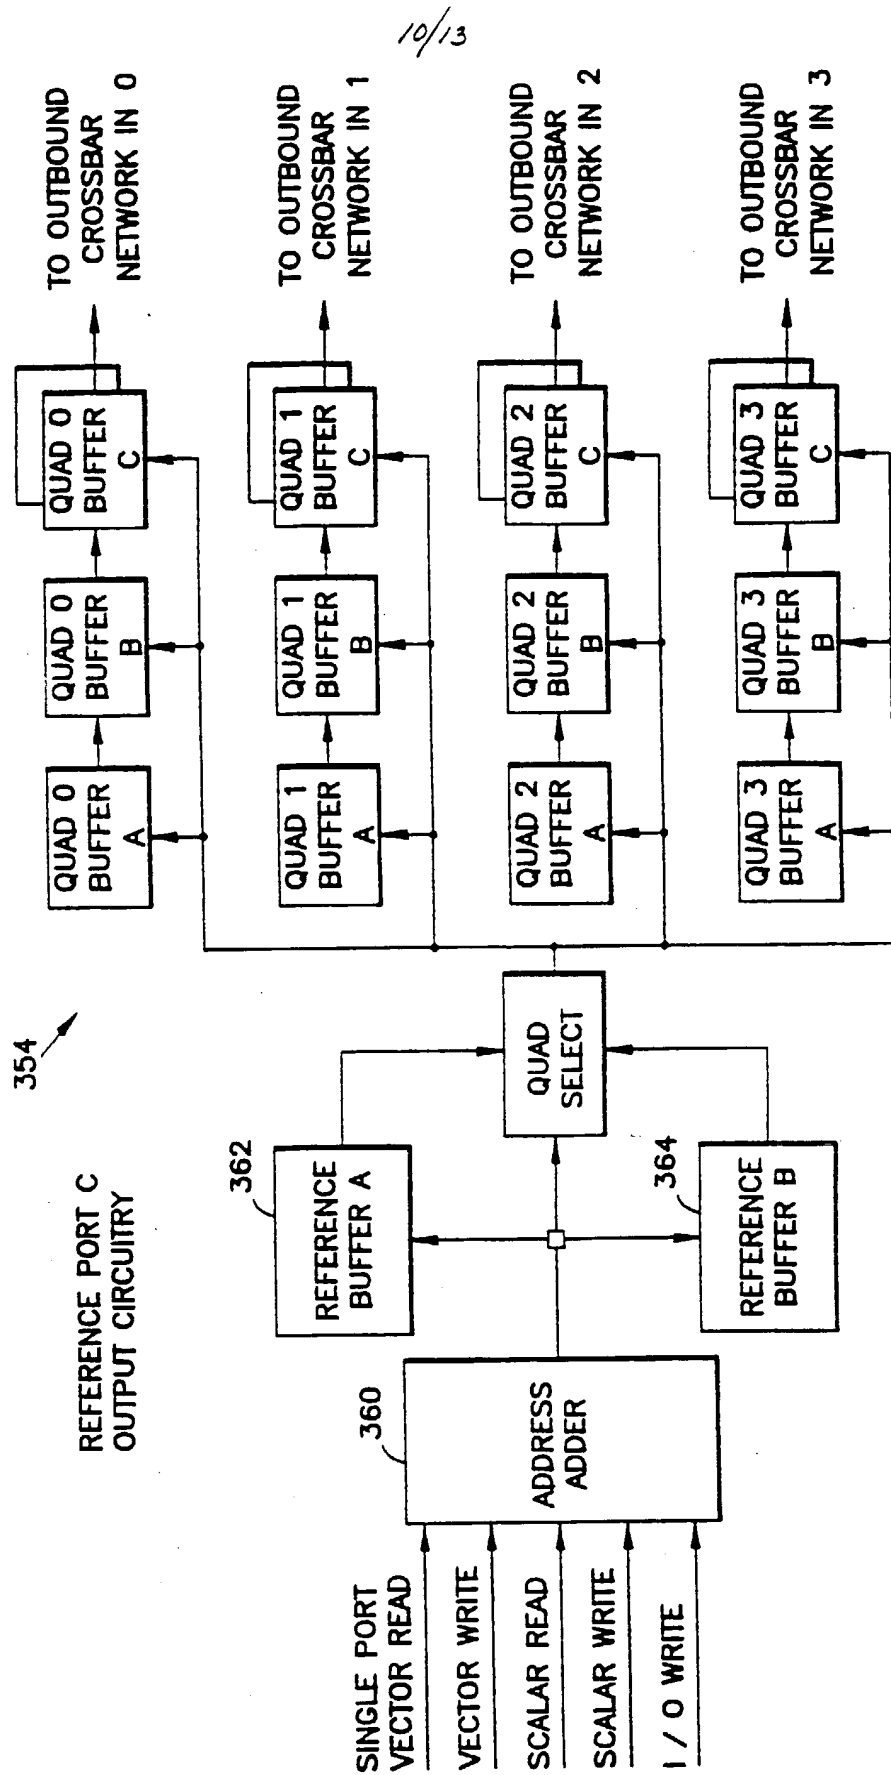 10/13
REFERENCE PORT C
OUTPUT CIRCUITRY
354
SINGLE PORT
VECTOR READ
VECTOR WRITE
SCALAR READ
SCALAR WRITE
I / O WRITE
360
ADDRESS
ADDER
362
REFERENCE
BUFFER A
364
REFERENCE
BUFFER B
QUAD
SELECT
QUAD 0
BUFFER
A
QUAD 0
BUFFER
B
QUAD 0
BUFFER
C
TO OUTBOUND
CROSSBAR
NETWORK IN 0
QUAD 1
BUFFER
A
QUAD 1
BUFFER
B
QUAD 1
BUFFER
C
TO OUTBOUND
CROSSBAR
NETWORK IN 1
QUAD 2
BUFFER
A
QUAD 2
BUFFER
B
QUAD 2
BUFFER
C
TO OUTBOUND
CROSSBAR
NETWORK IN 2
QUAD 3
BUFFER
A
QUAD 3
BUFFER
B
QUAD 3
BUFFER
C
TO OUTBOUND
CROSSBAR
NETWORK IN 3